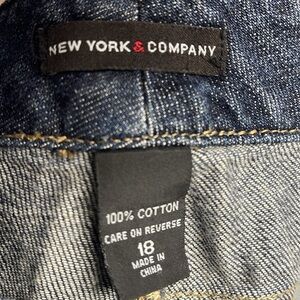 NEW YORK & COMPANY
100% COTTON
CARE ON REVERSE
18
MADE IN
CHINA